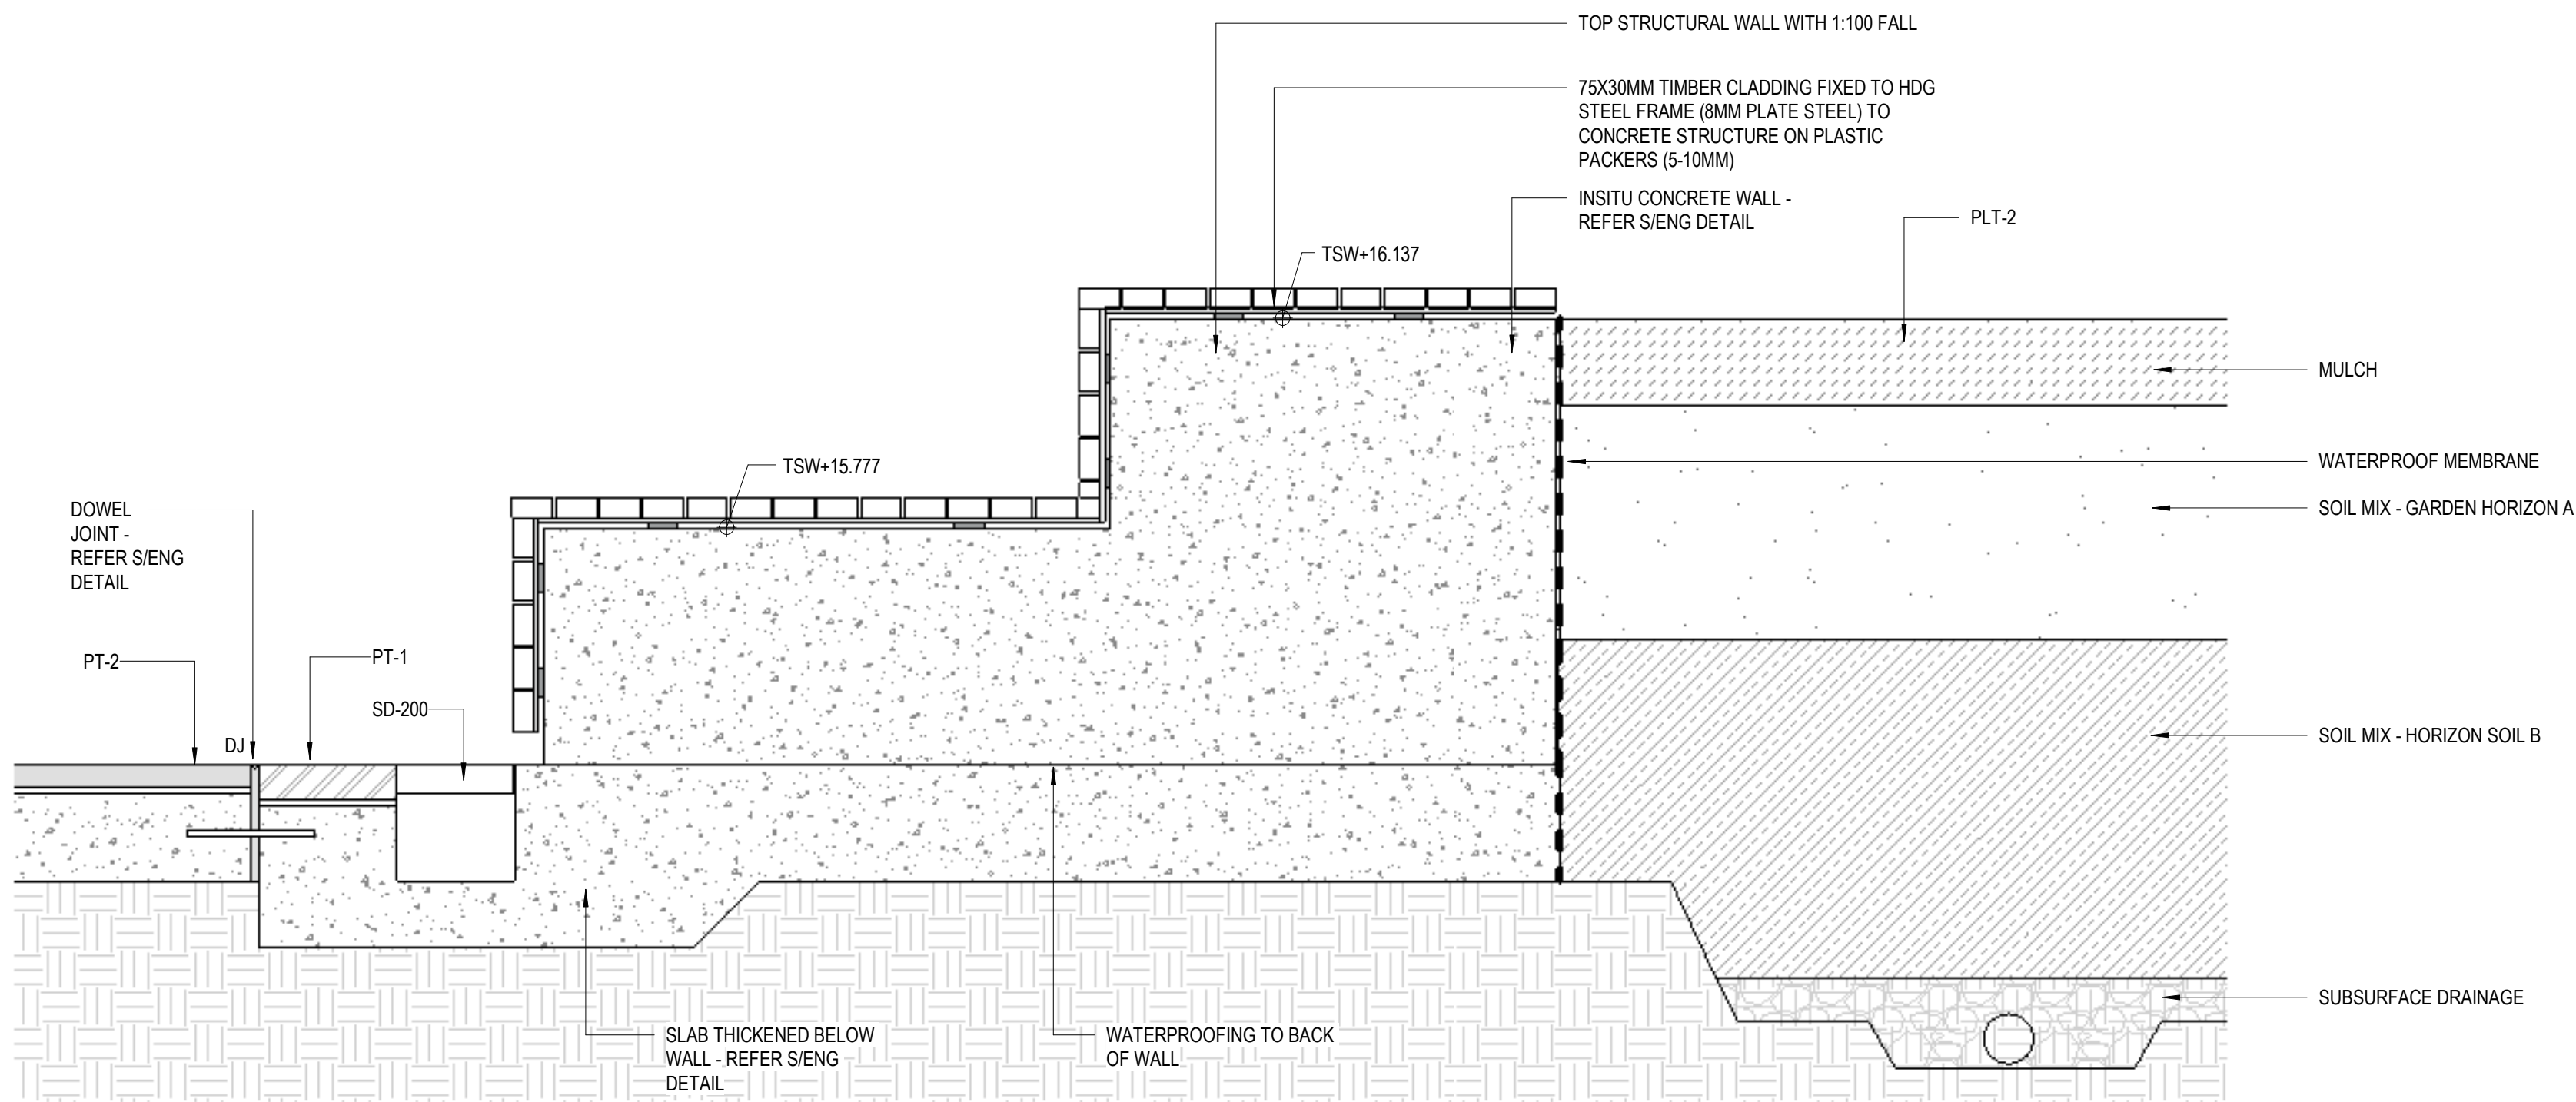 TOP STRUCTURAL WALL WITH 1:100 FALL
75X30MM TIMBER CLADDING FIXED TO HDG
STEEL FRAME (8MM PLATE STEEL) TO
CONCRETE STRUCTURE ON PLASTIC
PACKERS (5-10MM)
INSITU CONCRETE WALL -
REFER S/ENG DETAIL
PLT-2
TSW+16.137
MULCH
TSW+15.777
WATERPROOF MEMBRANE
SOIL MIX - GARDEN HORIZON A
DOWEL
JOINT -
REFER S/ENG
DETAIL
PT-2
PT-1
SD-200
DJ
SOIL MIX - HORIZON SOIL B
SUBSURFACE DRAINAGE
SLAB THICKENED BELOW
WALL - REFER S/ENG
DETAIL
WATERPROOFING TO BACK
OF WALL